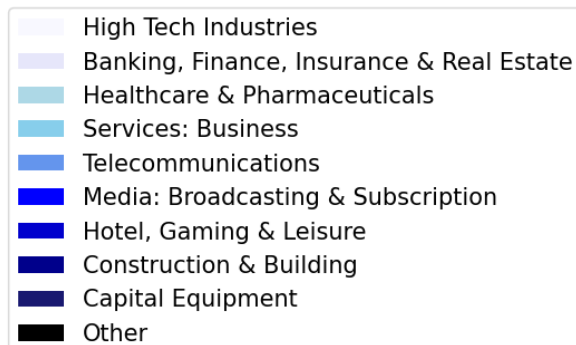 High Tech Industries
Banking, Finance, Insurance & Real Estate
Healthcare & Pharmaceuticals
Services: Business
Telecommunications
Media: Broadcasting & Subscription
Hotel, Gaming & Leisure
Construction & Building
Capital Equipment
Other